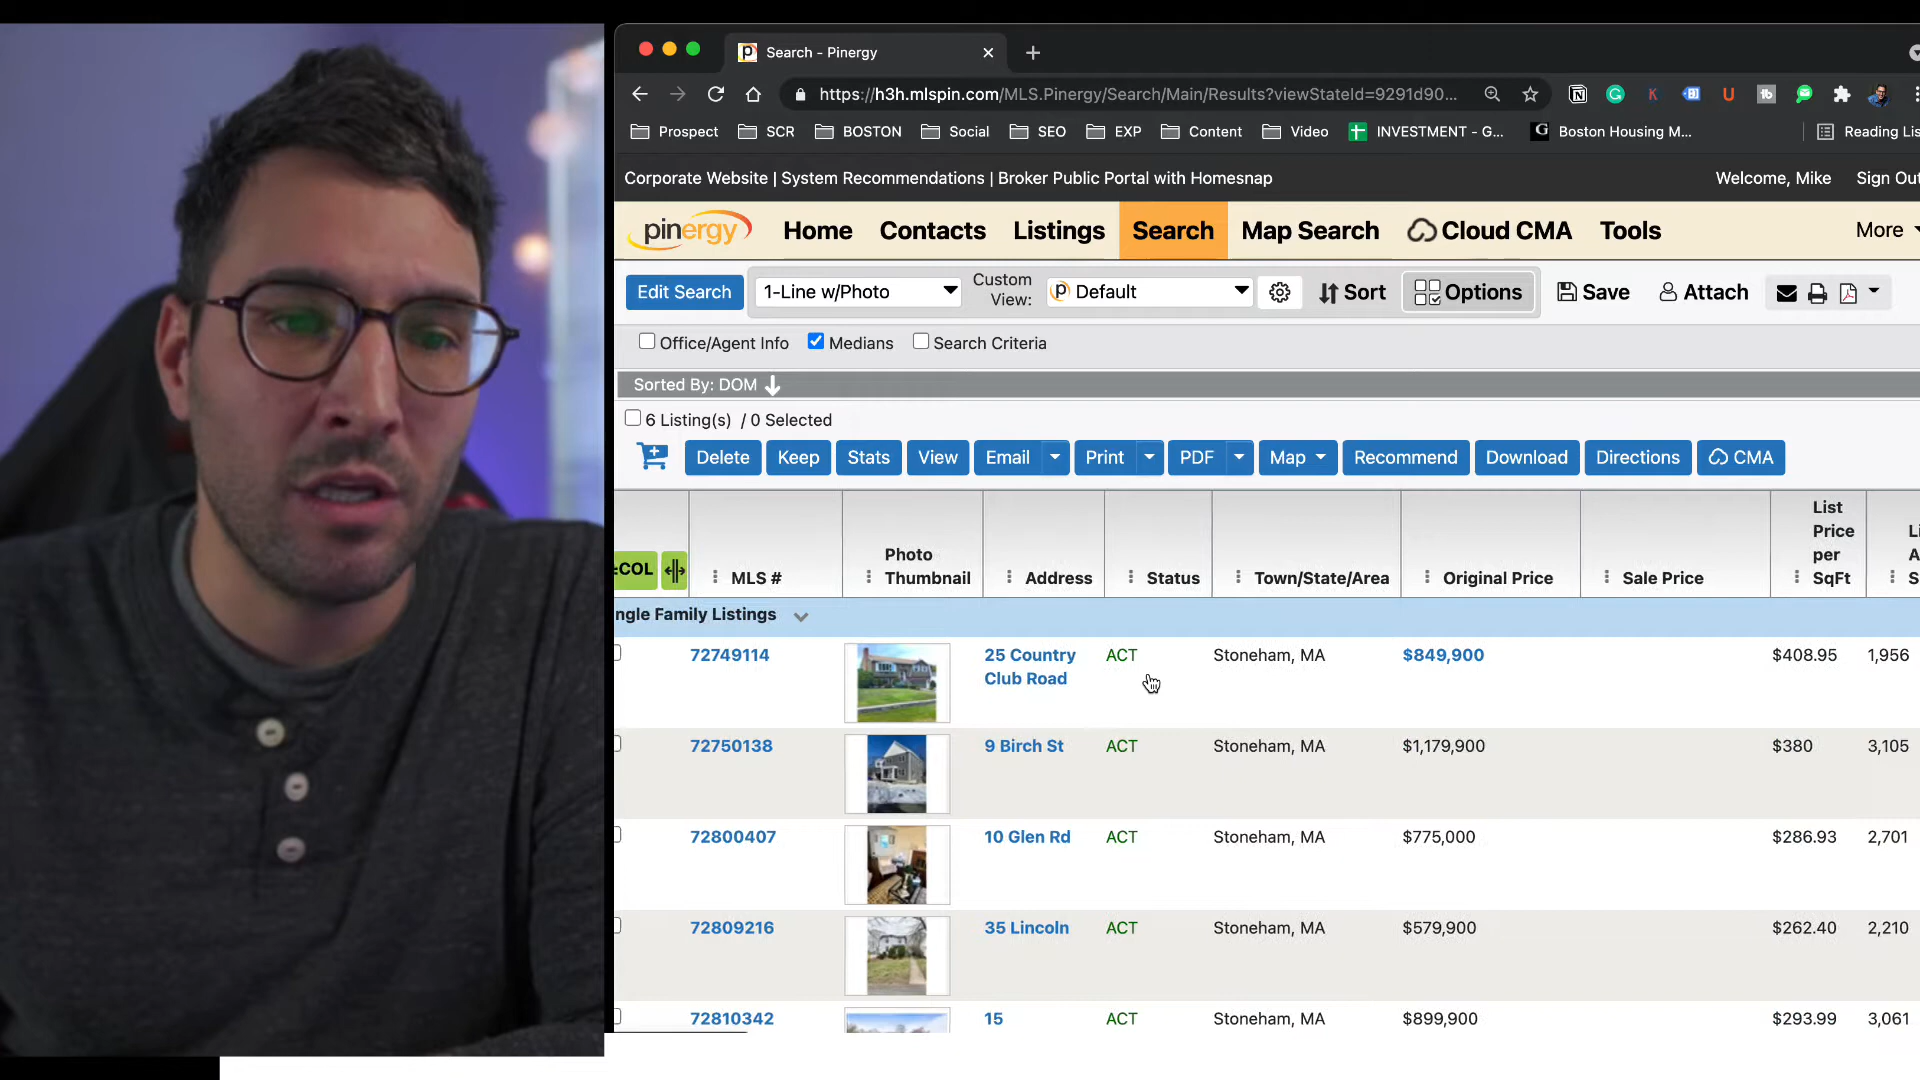 Search - Pinergy
https://h3h.mlspin.com/MLS.Pinergy/Search/Main/Results?viewStateId=9291d90...
Prospect SCR BOSTON Social SEO EXP Content Video INVESTMENT - G... Boston Housing M... Reading Lis
Corporate Website | System Recommendations | Broker Public Portal with Homesnap Welcome, Mike Sign Out
pinergy Home Contacts Listings Search Map Search Cloud CMA Tools More
Edit Search 1-Line w/Photo Custom View: Default Sort Options Save Attach
Office/Agent Info Medians Search Criteria
Sorted By: DOM
6 Listing(s) / 0 Selected
Delete Keep Stats View Email Print PDF Map Recommend Download Directions CMA
±COL MLS # Photo Thumbnail Address Status Town/State/Area Original Price Sale Price List Price per SqFt
ngle Family Listings
72749114 25 Country Club Road ACT Stoneham, MA $849,900 $408.95 1,956
72750138 9 Birch St ACT Stoneham, MA $1,179,900 $380 3,105
72800407 10 Glen Rd ACT Stoneham, MA $775,000 $286.93 2,701
72809216 35 Lincoln ACT Stoneham, MA $579,900 $262.40 2,210
72810342 15 ACT Stoneham, MA $899,900 $293.99 3,061